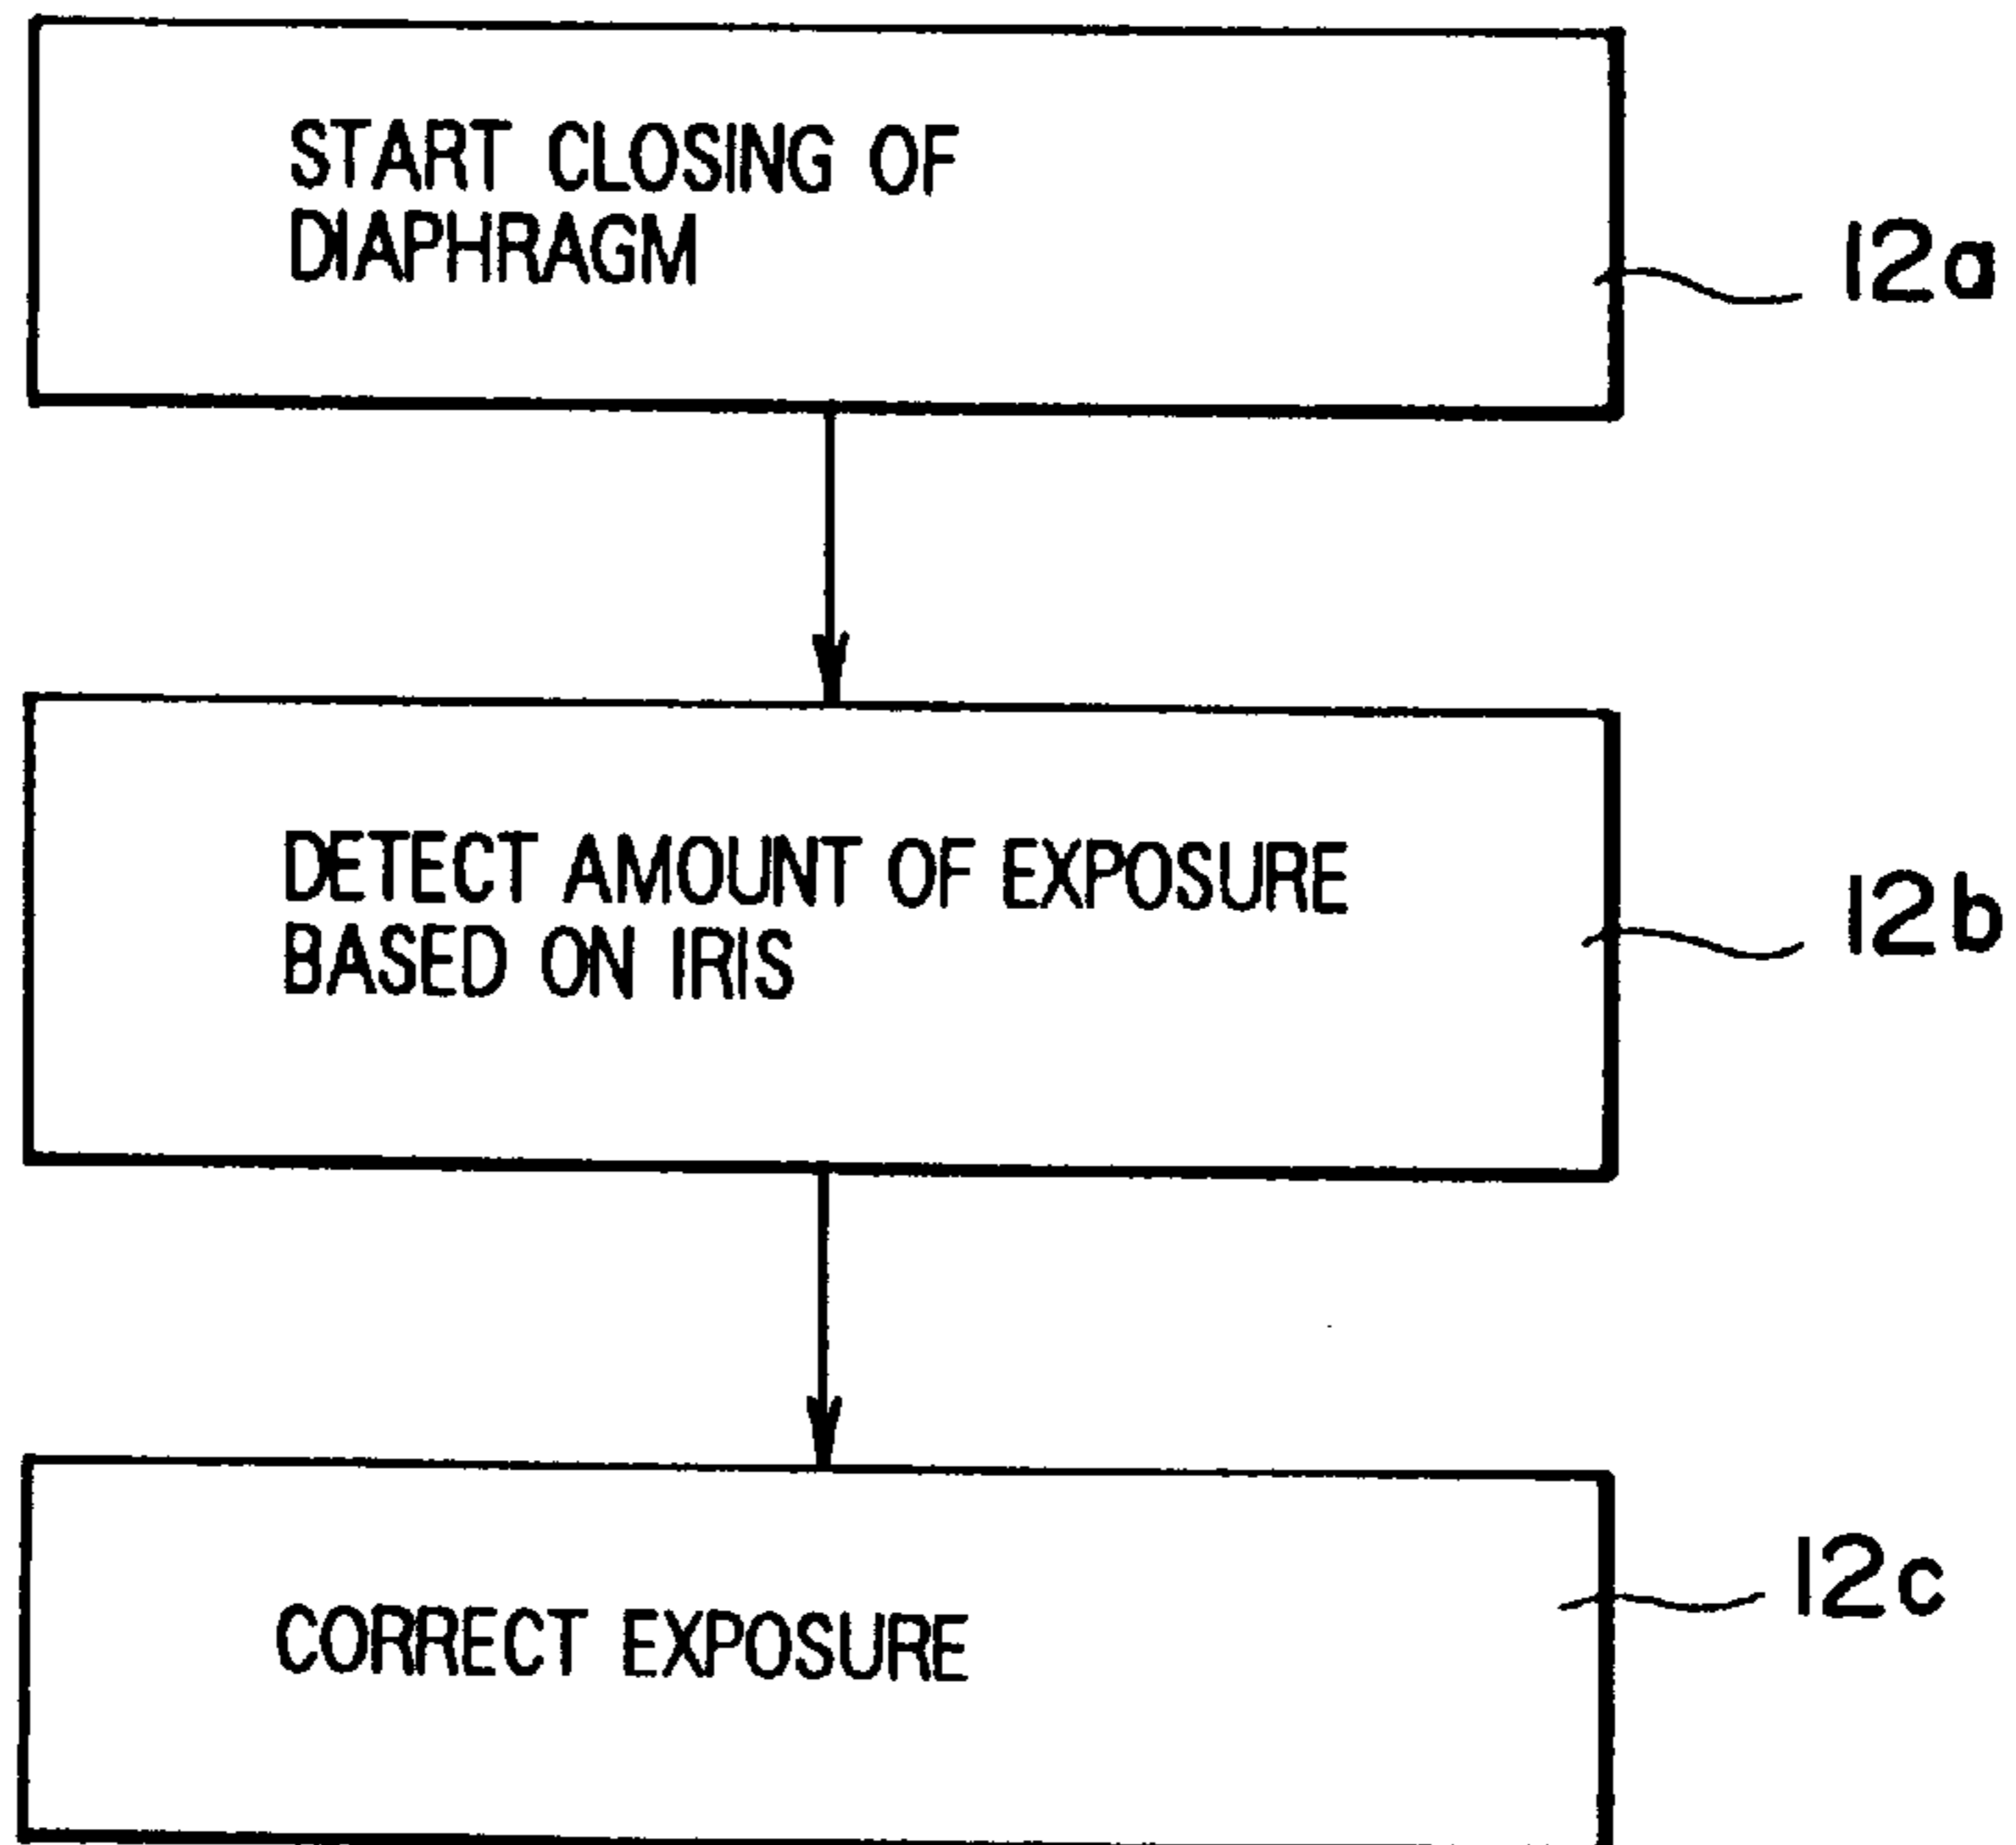 START CLOSING OF
DIAPHRAGM
12a
DETECT AMOUNT OF EXPOSURE
BASED ON IRIS
12b
CORRECT EXPOSURE
12c